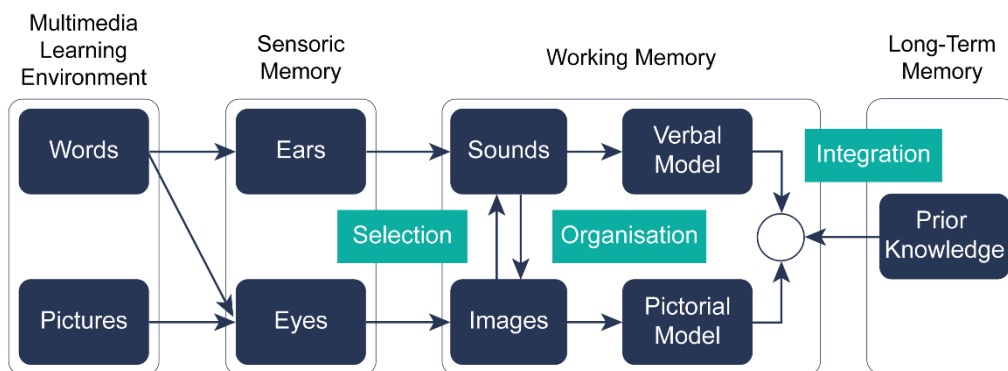 Multimedia
Learning
Environment
Sensoric
Memory
Working Memory
Long-Term
Memory
Words
Ears
Sounds
Verbal
Model
Integration
Selection
Organisation
Prior
Knowledge
Pictures
Eyes
Images
Pictorial
Model